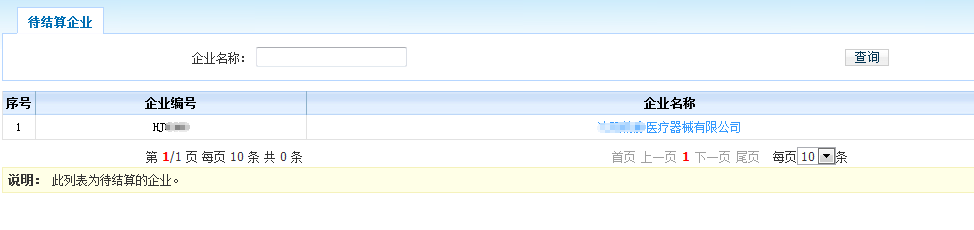 待结算企业
企业名称： 查询
序号 企业编号 企业名称
1 HJ 医疗器械有限公司
第 1/1 页 每页 10 条 共 0 条 首页 上一页 1 下一页 尾页 每页 10 条
说明： 此列表为待结算的企业。